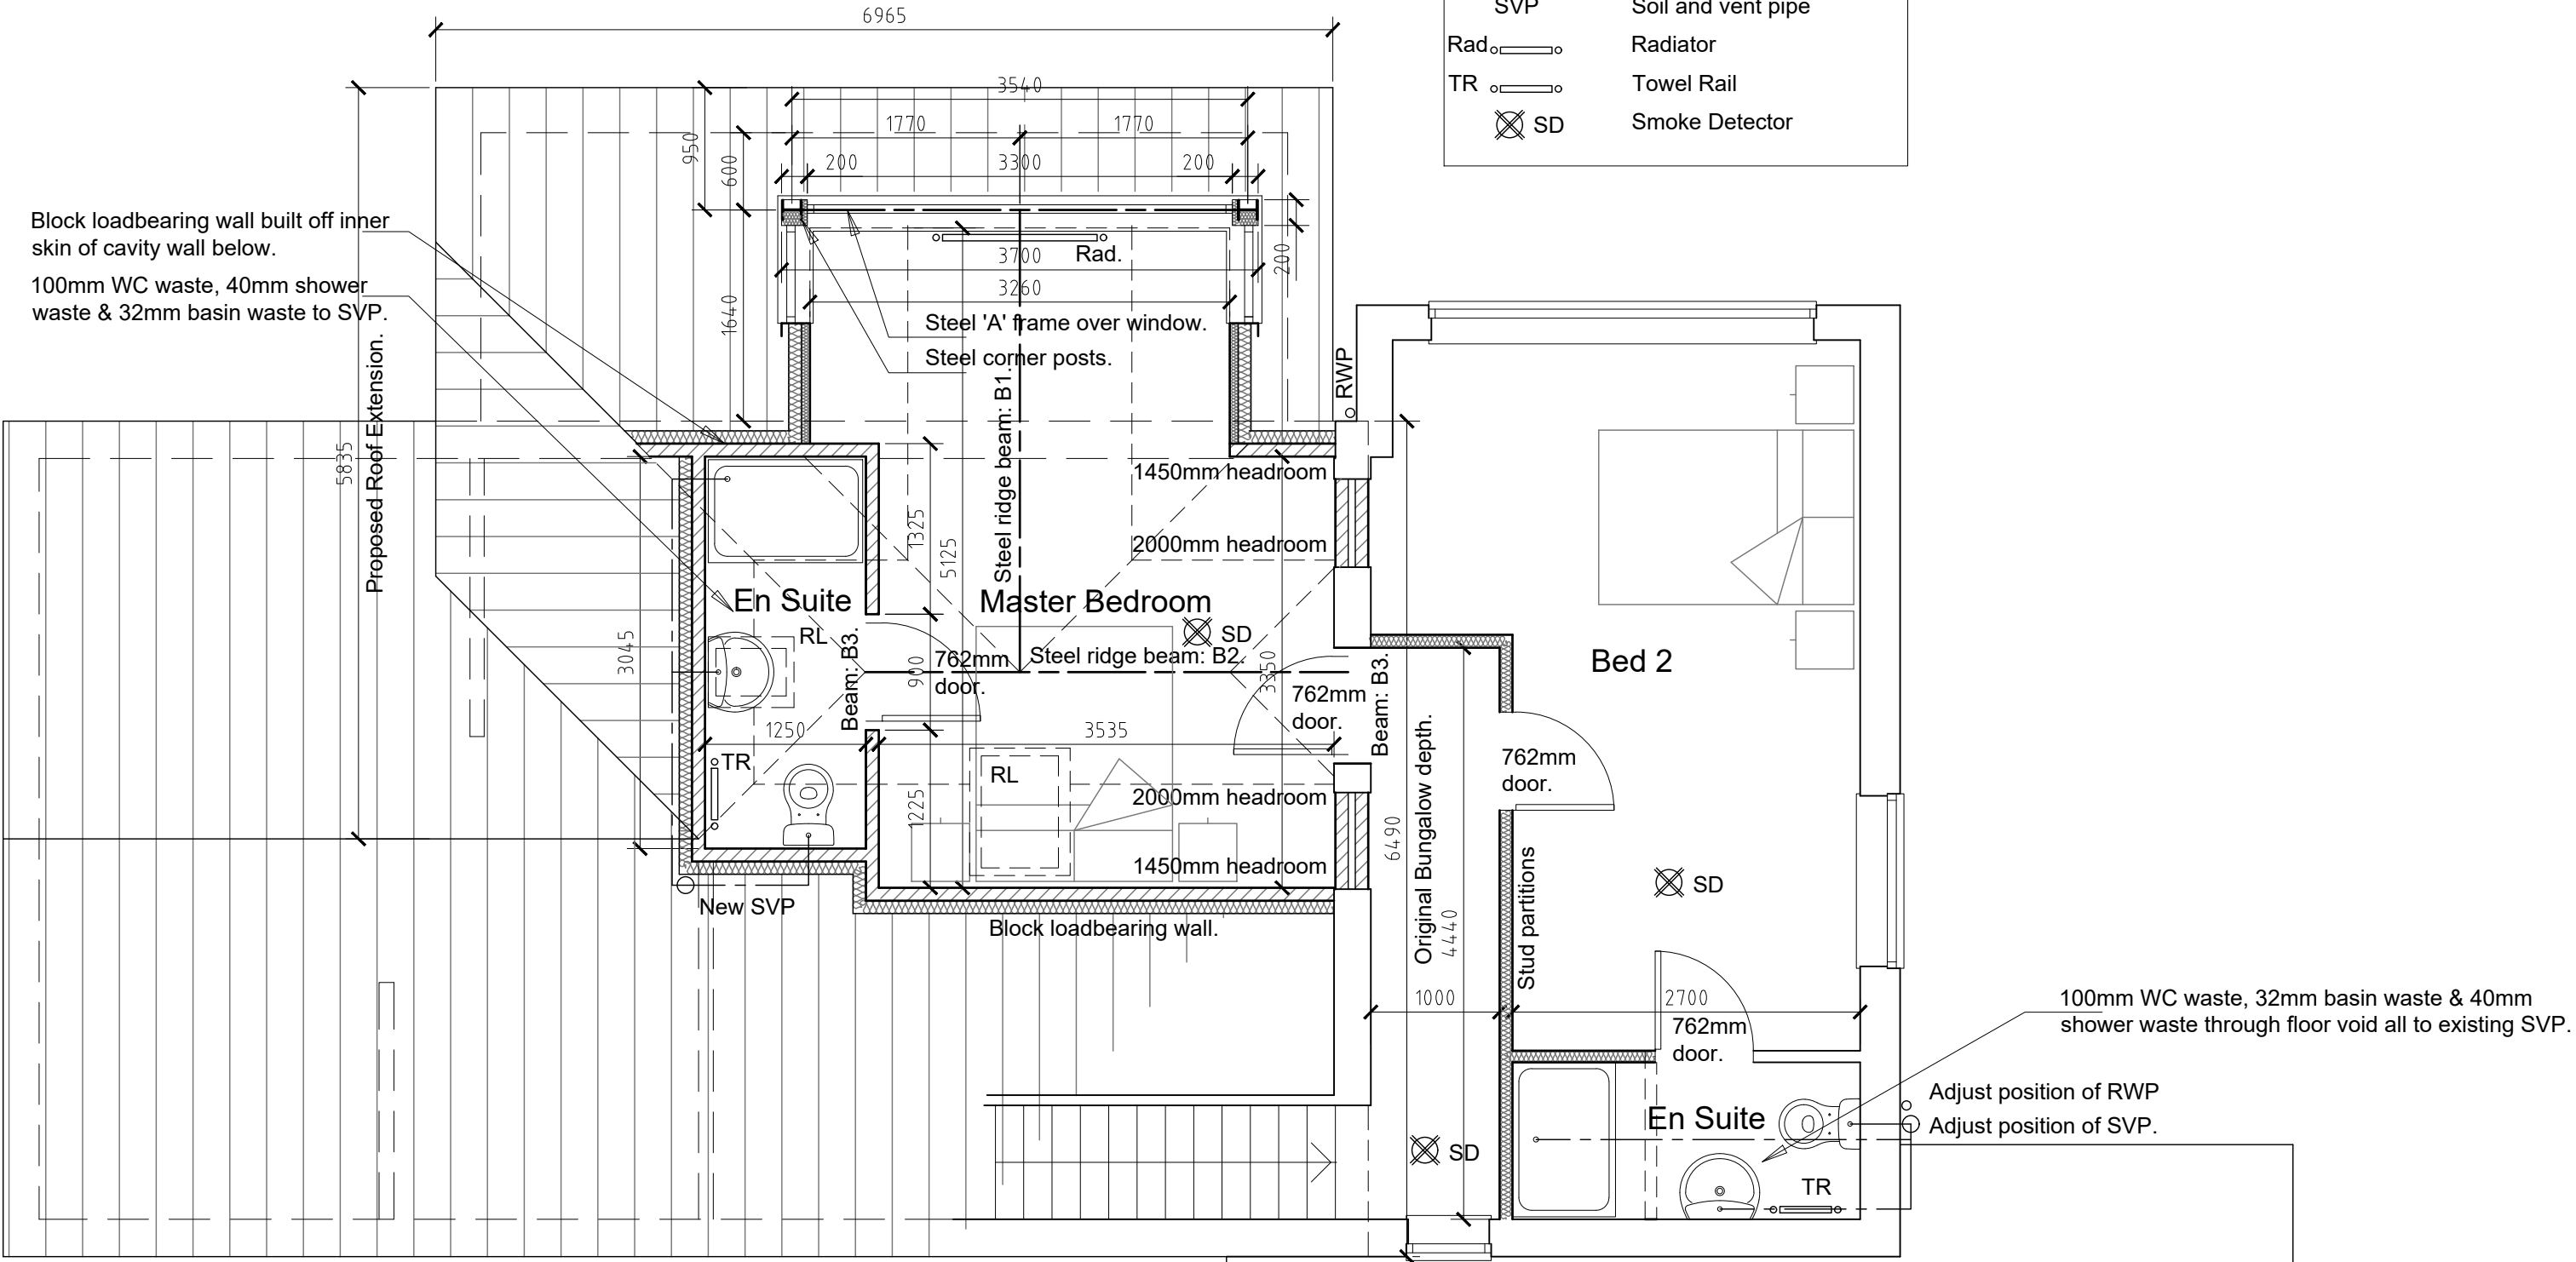 6965
SVP Soil and vent pipe
Rad. Radiator
TR Towel Rail
SD Smoke Detector
3540
1770 1770
950
600
200 3300 200
Block loadbearing wall built off inner
skin of cavity wall below.
100mm WC waste, 40mm shower
waste & 32mm basin waste to SVP.
Rad.
3700
200
3260
1640
Steel 'A' frame over window.
Steel corner posts.
RWP
Steel ridge beam: B1.
5835
Proposed Roof Extension.
1450mm headroom
1325
5125
2000mm headroom
En Suite
Master Bedroom
RL
SD
3045
Beam: B3.
900
762mm
door.
Steel ridge beam: B2.
3350
762mm
door.
Beam: B3.
Bed 2
1250
3535
TR
RL
762mm
door.
2000mm headroom
1225
6490
Original Bungalow depth.
4440
Stud partitions
1450mm headroom
SD
New SVP
Block loadbearing wall.
1000
2700
762mm
door.
100mm WC waste, 32mm basin waste & 40mm
shower waste through floor void all to existing SVP.
Adjust position of RWP
En Suite
Adjust position of SVP.
SD
TR